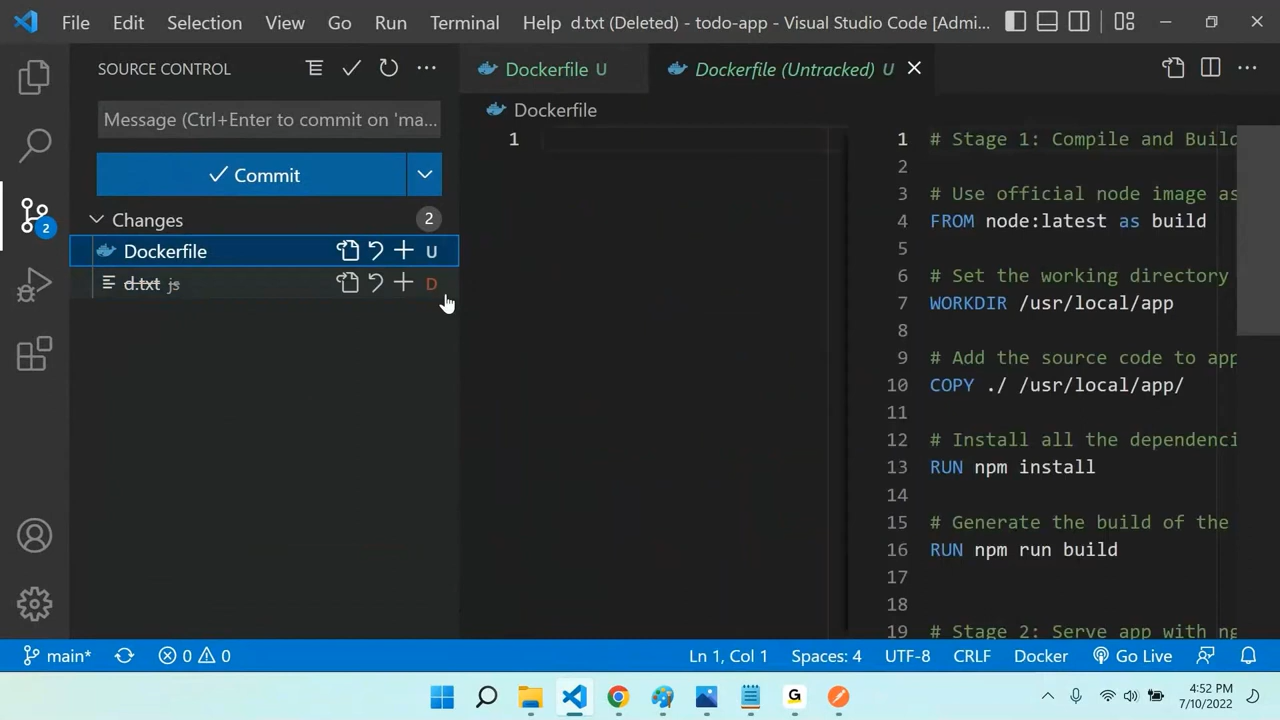 File Edit Selection View Go Run Terminal Help d.txt (Deleted) - todo-app - Visual Studio Code [Admi...
SOURCE CONTROL
Dockerfile U
Dockerfile (Untracked) U
Message (Ctrl+Enter to commit on 'ma...
Commit
Changes 2
Dockerfile U
d.txt js D
2
Dockerfile
1
1 # Stage 1: Compile and Build
2
3 # Use official node image as
4 FROM node:latest as build
5
6 # Set the working directory
7 WORKDIR /usr/local/app
8
9 # Add the source code to app
10 COPY ./ /usr/local/app/
11
12 # Install all the dependenci
13 RUN npm install
14
15 # Generate the build of the
16 RUN npm run build
17
18
19 # Stage 2: Serve app with ng
main* 0 0 Ln 1, Col 1 Spaces: 4 UTF-8 CRLF Docker Go Live
G
4:52 PM
7/10/2022